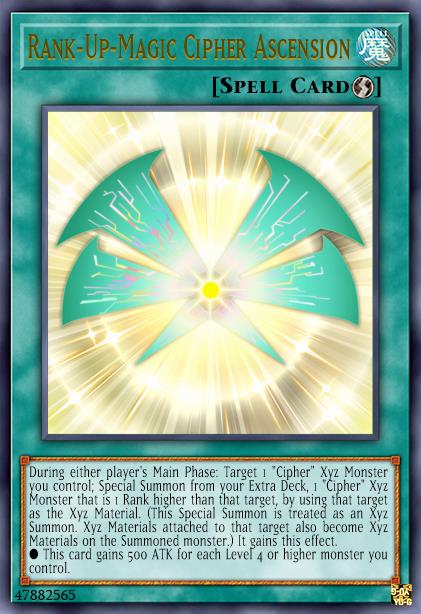 Rank-Up-Magic Cipher Ascension
SPELL
魔
[Spell Card]
During either player's Main Phase: Target 1 "Cipher" Xyz Monster
you control; Special Summon from your Extra Deck, 1 "Cipher" Xyz
Monster that is 1 Rank higher than that target, by using that target
as the Xyz Material. (This Special Summon is treated as an Xyz
Summon. Xyz Materials attached to that target also become Xyz
Materials on the Summoned monster.) It gains this effect.
● This card gains 500 ATK for each Level 4 or higher monster you
control.
47882565